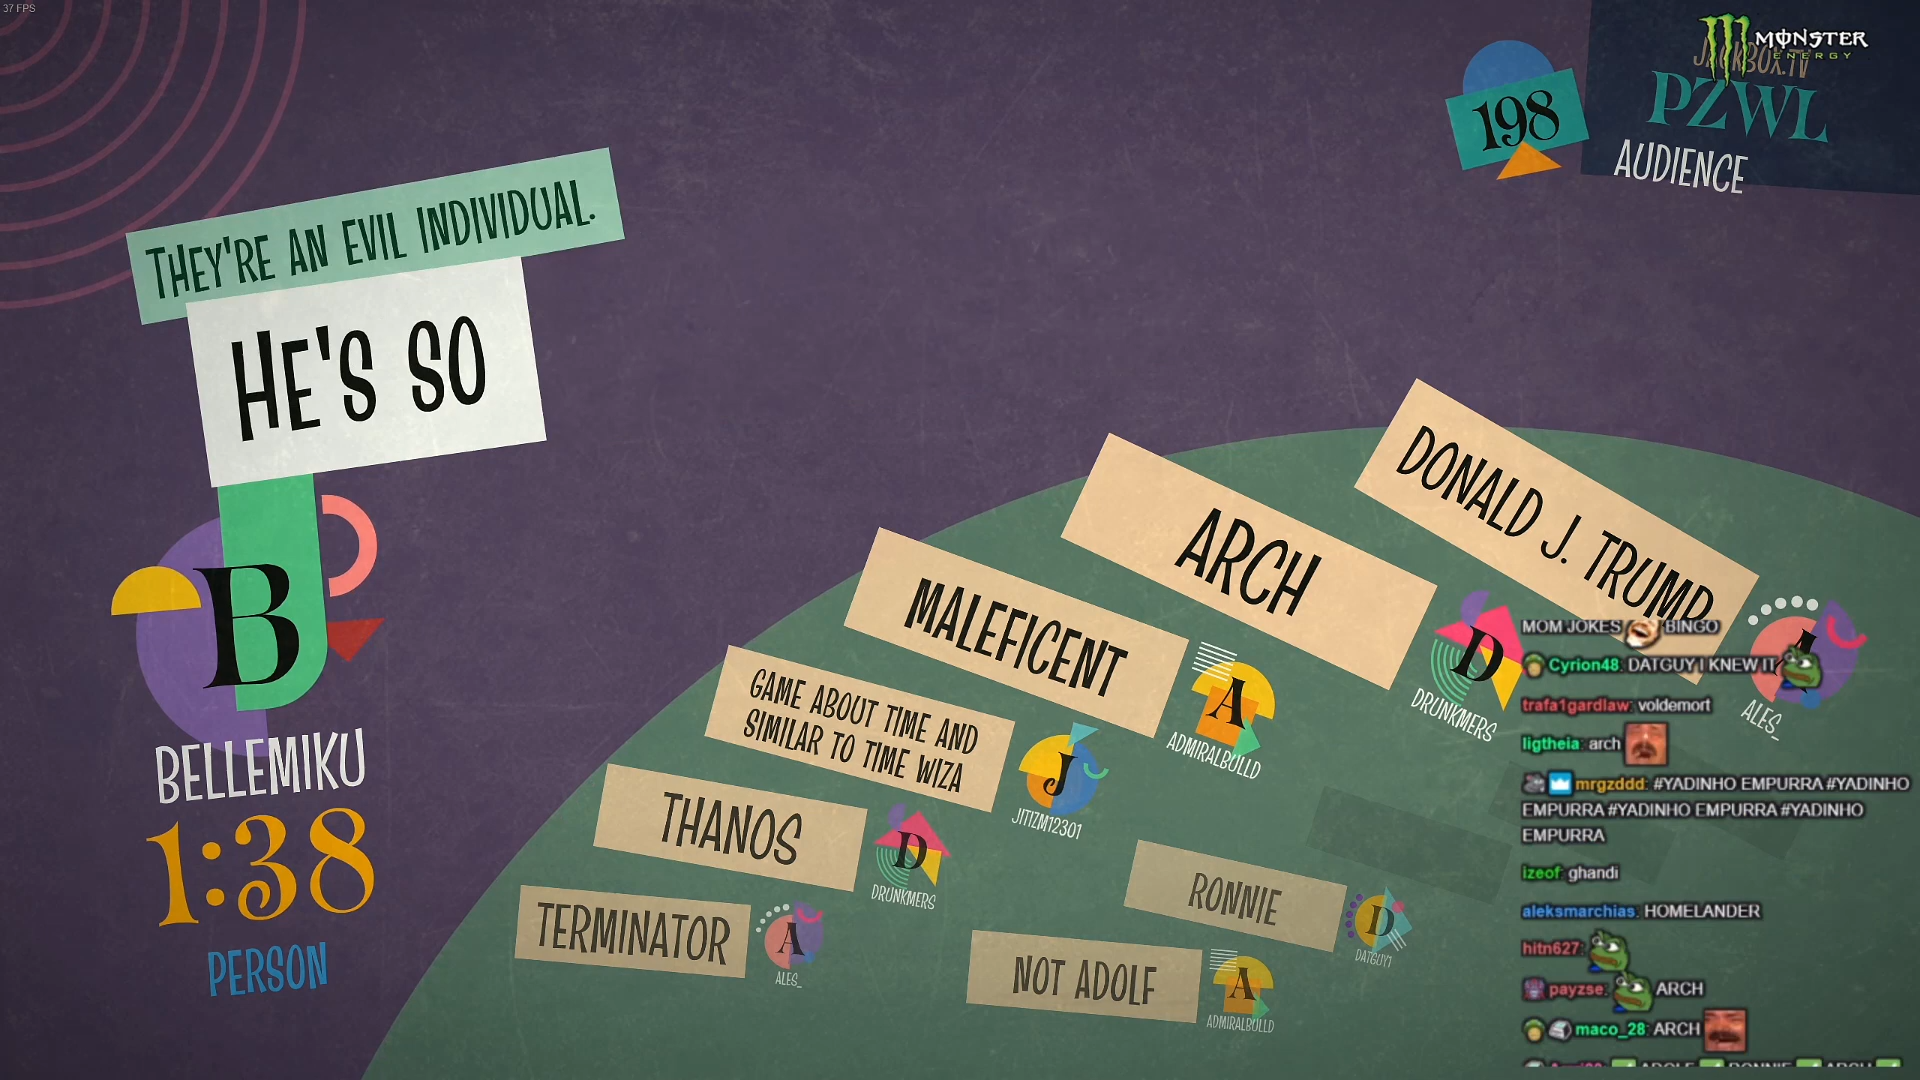 37 FPS
MONSTER
ENERGY
JACKBOX.TV
PZWL
198
AUDIENCE
THEY'RE AN EVIL INDIVIDUAL.
HE'S SO
B
BELLEMIKU
1:38
PERSON
DONALD J. TRUMP
ALES_
ARCH
D
DRUNKMERS
MALEFICENT
A
ADMIRALBULLD
GAME ABOUT TIME AND
SIMILAR TO TIME WIZA
J
JITIZM12301
THANOS
D
DRUNKMERS
TERMINATOR
A
ALES_
RONNIE
D
DATGUY1
NOT ADOLF
A
ADMIRALBULLD
MOM JOKES BINGO
Cyrion48: DATGUY I KNEW IT
trafa1gardlaw: voldemort
ligtheia: arch
mrgzddd: #YADINHO EMPURRA #YADINHO
EMPURRA #YADINHO EMPURRA #YADINHO
EMPURRA
izeof: ghandi
aleksmarchias: HOMELANDER
hitn627:
payzse: ARCH
maco_28: ARCH